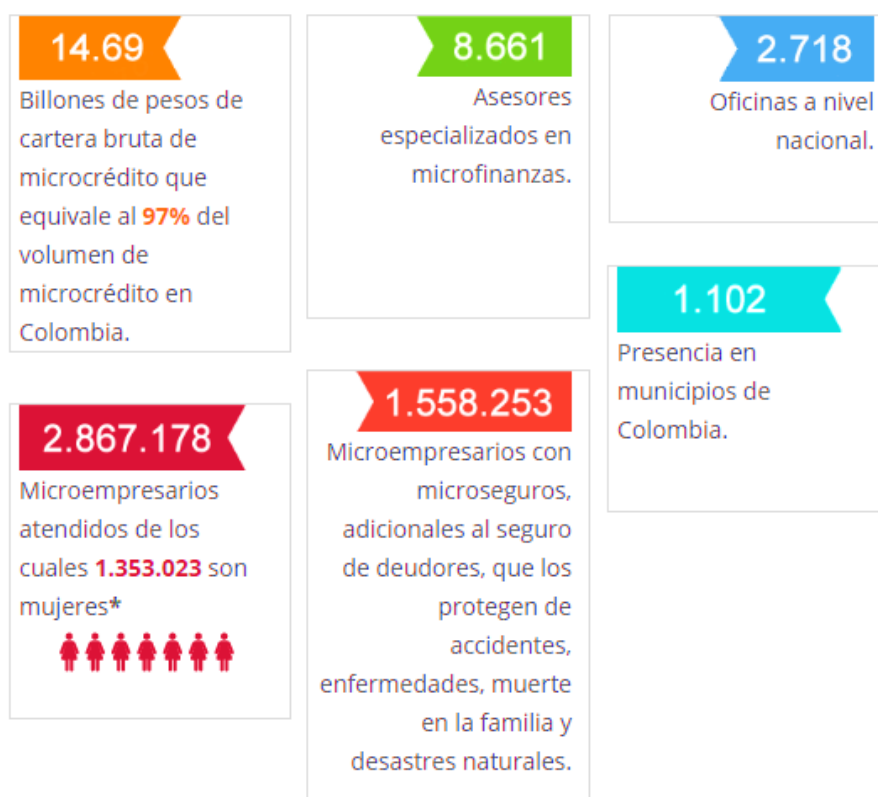 14.69
Billones de pesos de
cartera bruta de
microcrédito que
equivale al 97% del
volumen de
microcrédito en
Colombia.
8.661
Asesores
especializados en
microfinanzas.
2.718
Oficinas a nivel
nacional.
1.102
Presencia en
municipios de
Colombia.
2.867.178
Microempresarios
atendidos de los
cuales 1.353.023 son
mujeres*
1.558.253
Microempresarios con
microseguros,
adicionales al seguro
de deudores, que los
protegen de
accidentes,
enfermedades, muerte
en la familia y
desastres naturales.